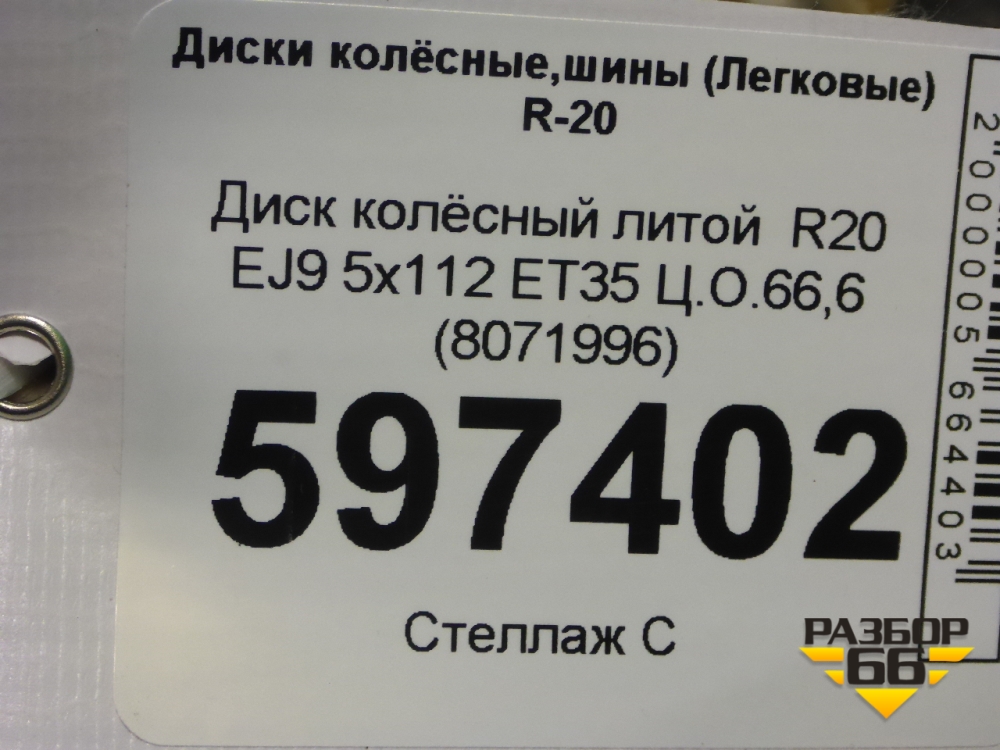 Диски колёсные,шины (Легковые)
R-20
Диск колёсный литой R20
EJ9 5x112 ET35 Ц.О.66,6
(8071996)
597402
Стеллаж С
2000005664403
РАЗБОР
66